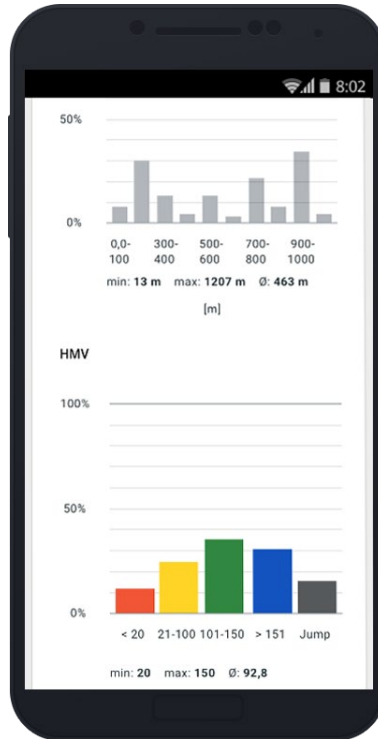 8:02
50%
0%
0,0- 300- 500- 700- 900-
100 400 600 800 1000
min: 13 m max: 1207 m Ø: 463 m
[m]
HMV
100%
50%
0%
< 20 21-100 101-150 > 151 Jump
min: 20 max: 150 Ø: 92,8